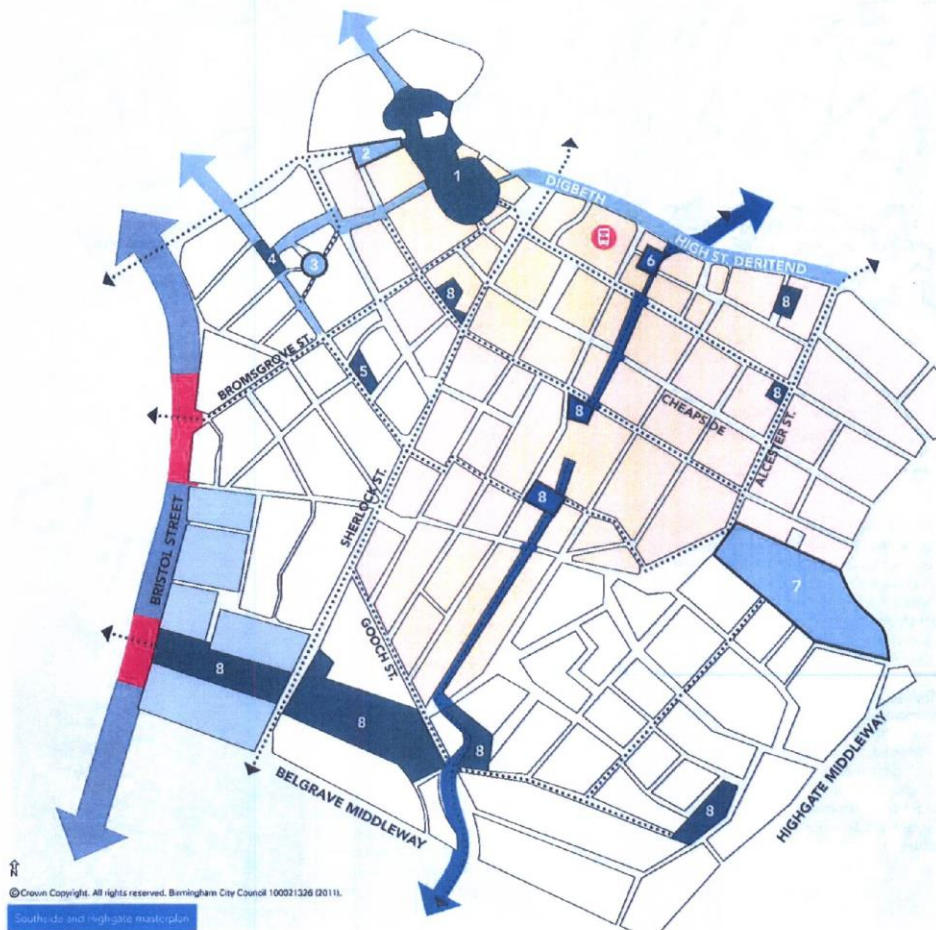 1
2
DIGBETH
3
4
6
HIGH ST. DERITEND
8
8
5
BROMSGROVE ST.
8
8
CHEAPSIDE
ALCESTER ST.
SHERLOCK ST.
8
BRISTOL STREET
7
GOOCH ST.
8
8
8
8
BELGRAVE MIDDLEWAY
HIGHGATE MIDDLEWAY
N
©Crown Copyright. All rights reserved. Birmingham City Council 100021326 (2011).
Southside and Highgate masterplan